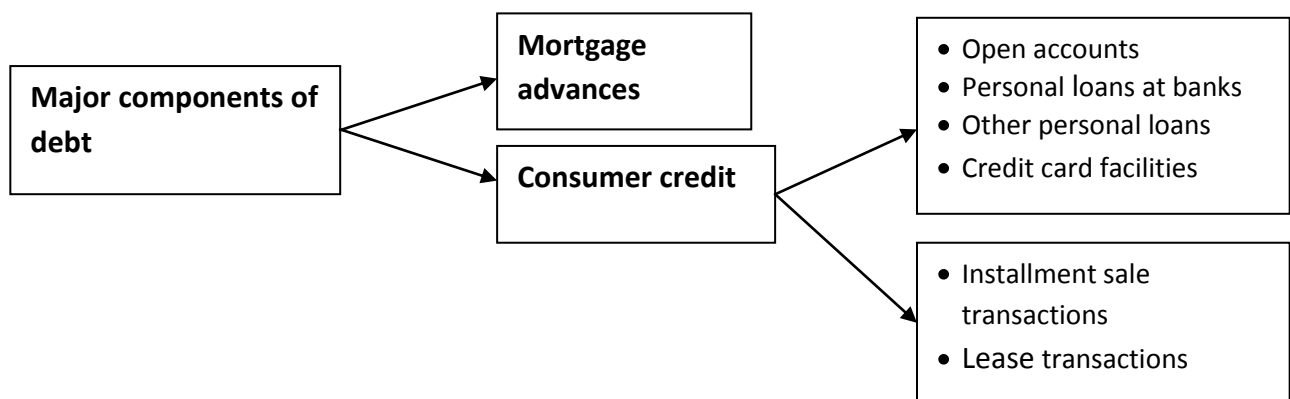 Major components of
debt
Mortgage
advances
Consumer credit
• Open accounts
• Personal loans at banks
• Other personal loans
• Credit card facilities
• Installment sale
transactions
• Lease transactions